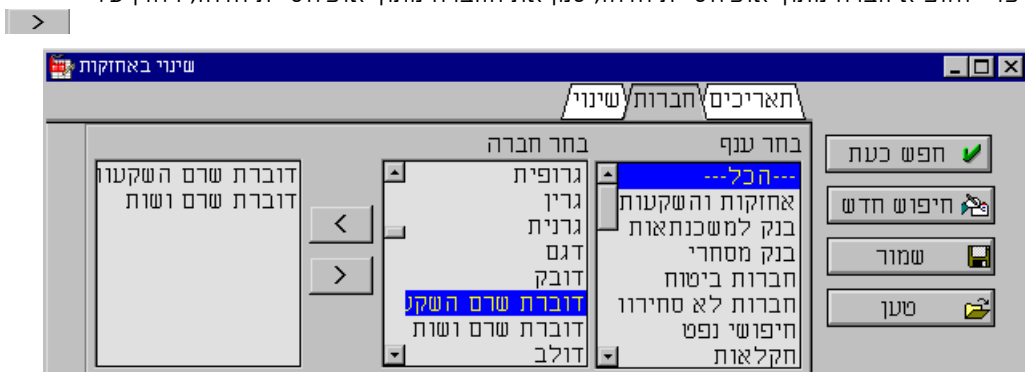 שינוי באחזקות
תאריכים
חברות
שינוי
בחר ענף
---הכל---
אחזקות והשקעות
בנק למשכנתאות
בנק מסחרי
חברות ביטוח
חברות לא סחירוו
חיפושי נפט
חקלאות
בחר חברה
גרופית
גרין
גרנית
דגם
דובק
דוברת שרם השקע
דוברת שרם ושות
דולב
דוברת שרם השקעוו
דוברת שרם ושות
חפש כעת
חיפוש חדש
שמור
טען